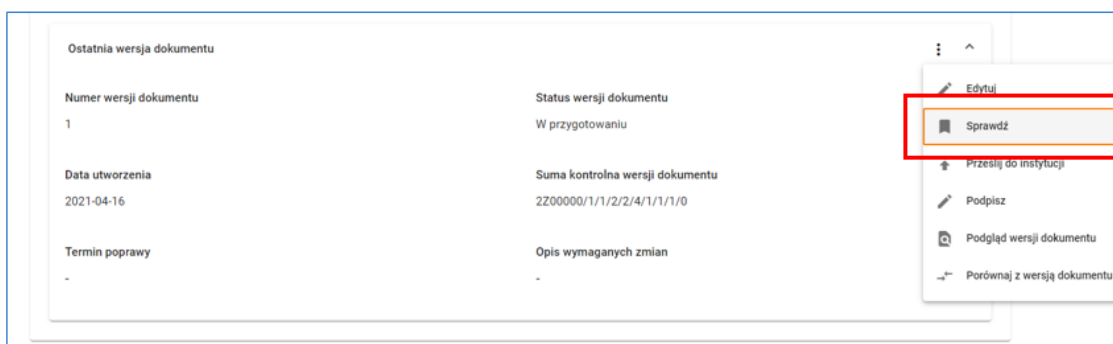 Ostatnia wersja dokumentu
Numer wersji dokumentu
1
Status wersji dokumentu
W przygotowaniu
Data utworzenia
2021-04-16
Suma kontrolna wersji dokumentu
2Z00000/1/1/2/2/4/1/1/1/0
Termin poprawy
-
Opis wymaganych zmian
-
Edytuj
Sprawdź
Prześlij do instytucji
Podpisz
Podgląd wersji dokumentu
Porównaj z wersją dokumentu